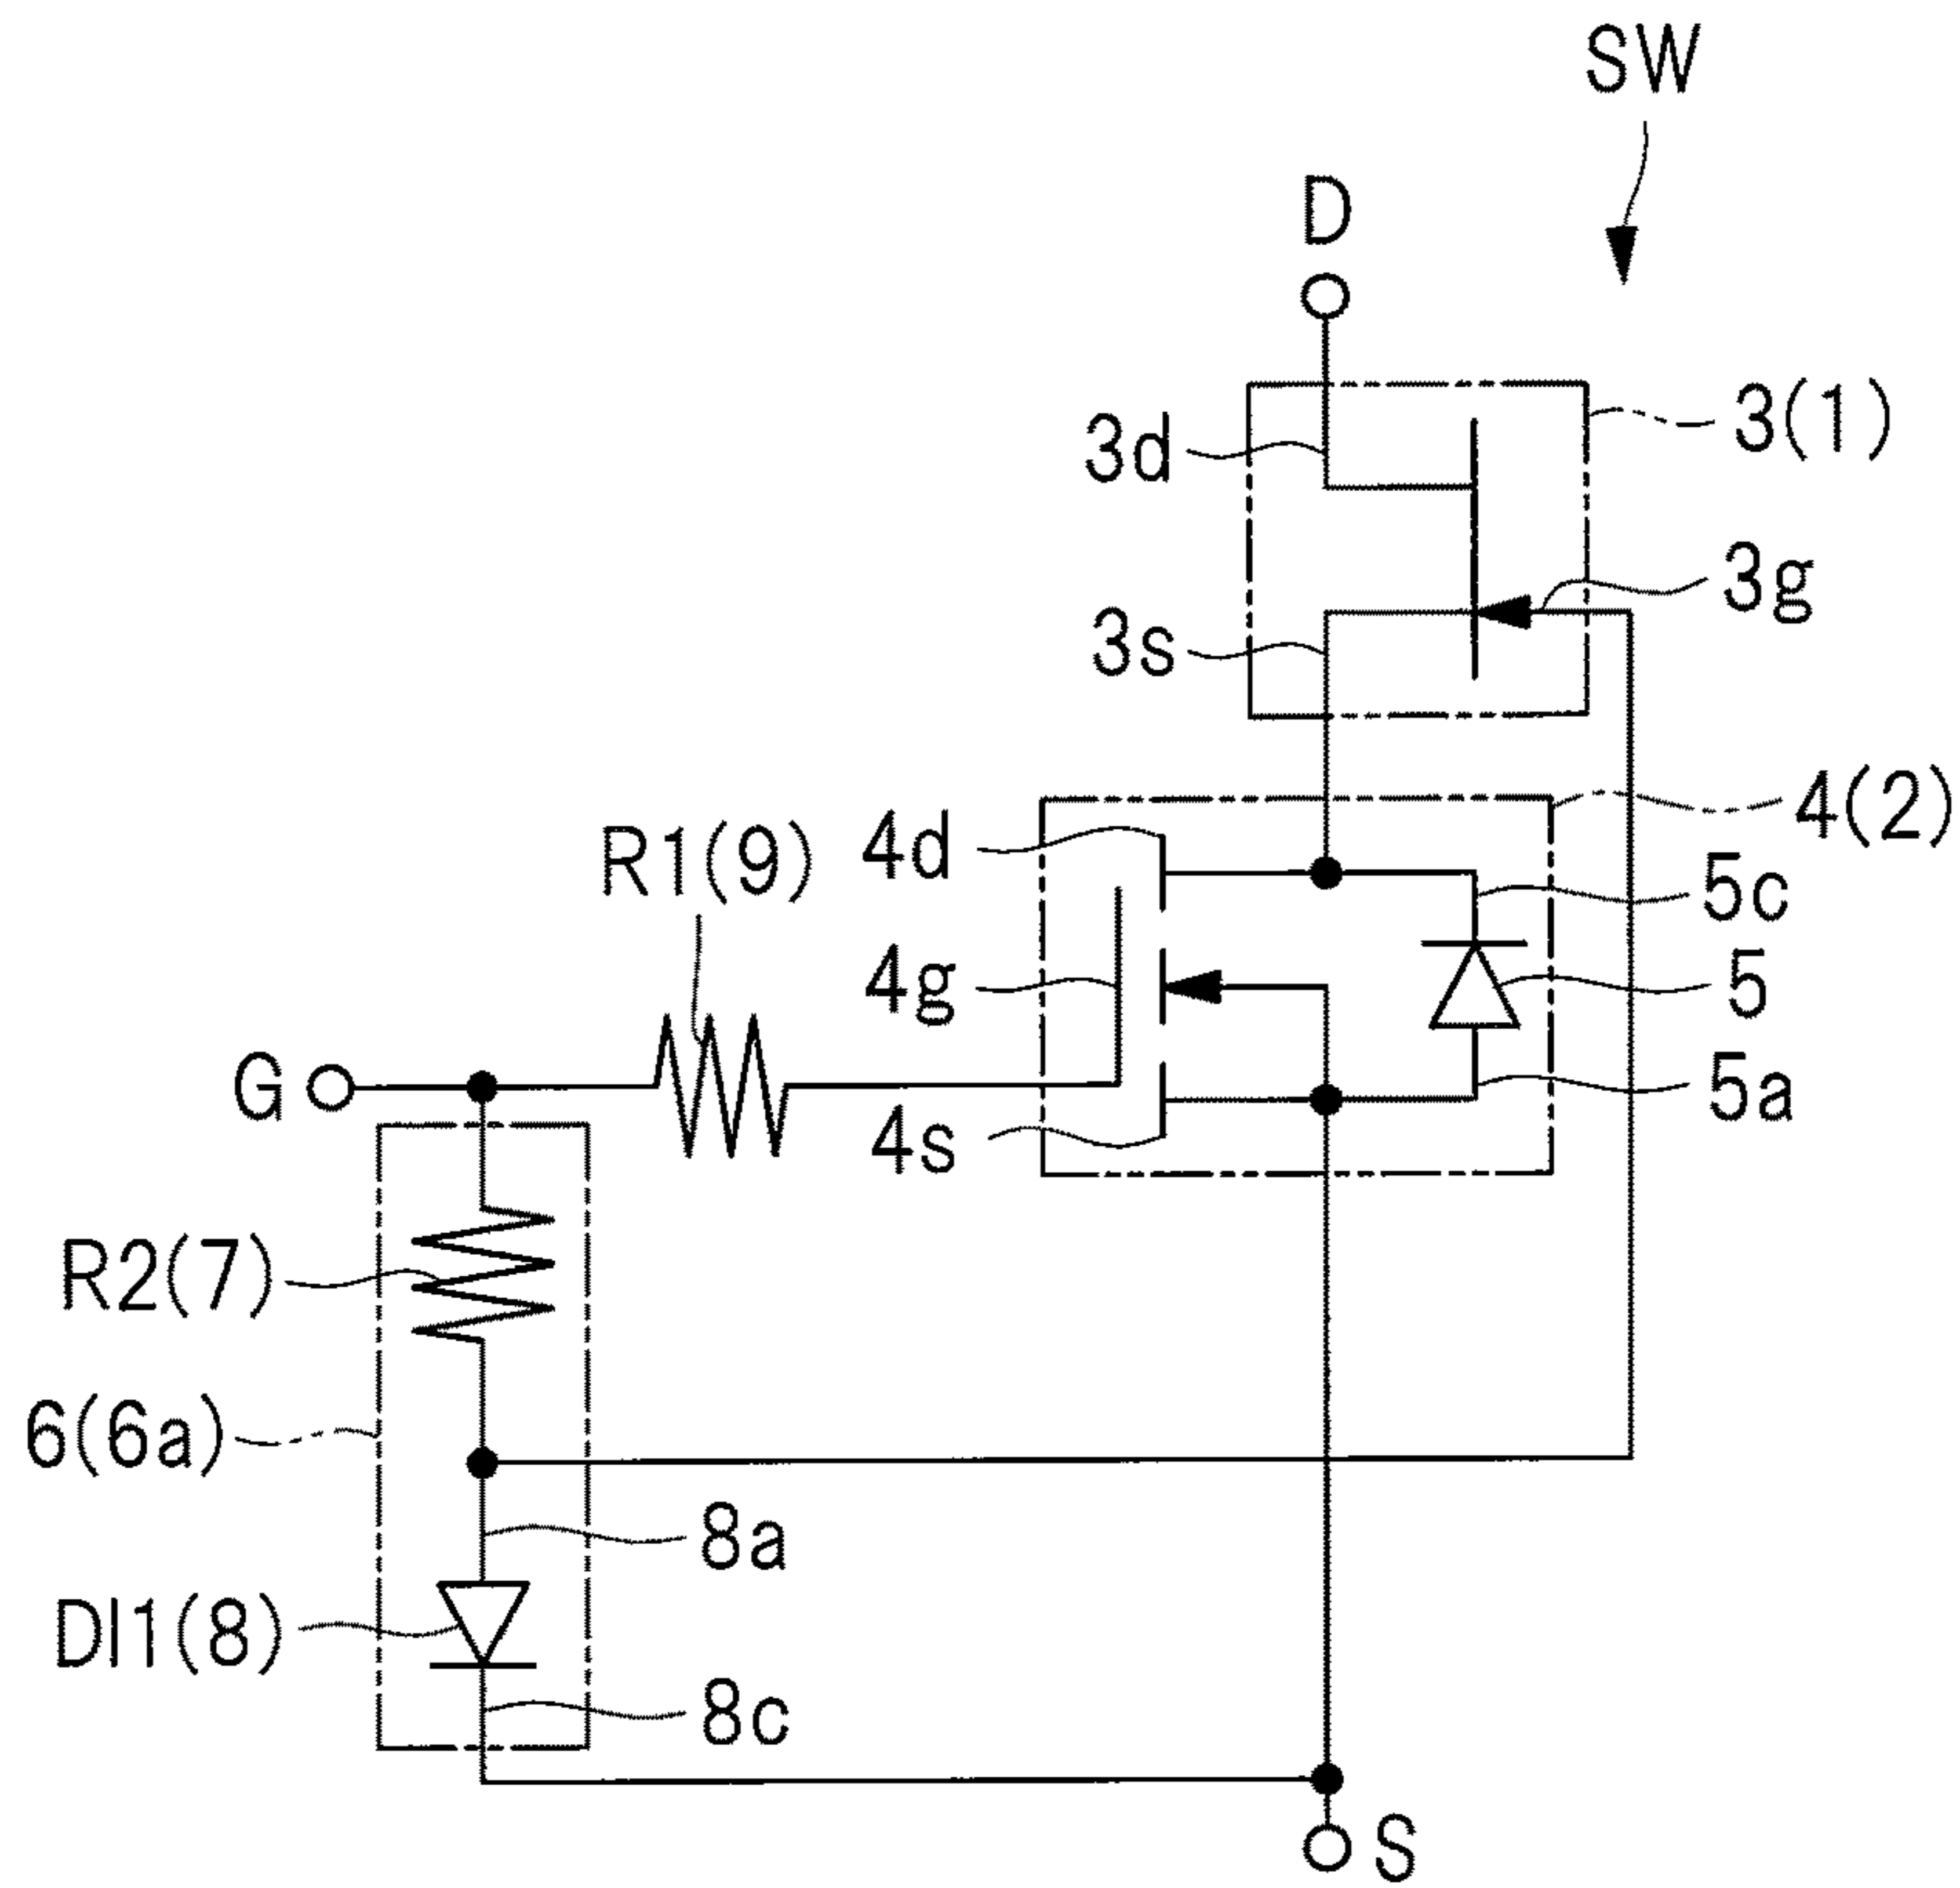 SW
D
3(1)
3d
3g
3s
4(2)
R1(9)
4d
5c
4g
5
G
5a
4s
R2(7)
6(6a)
8a
DI1(8)
8c
S